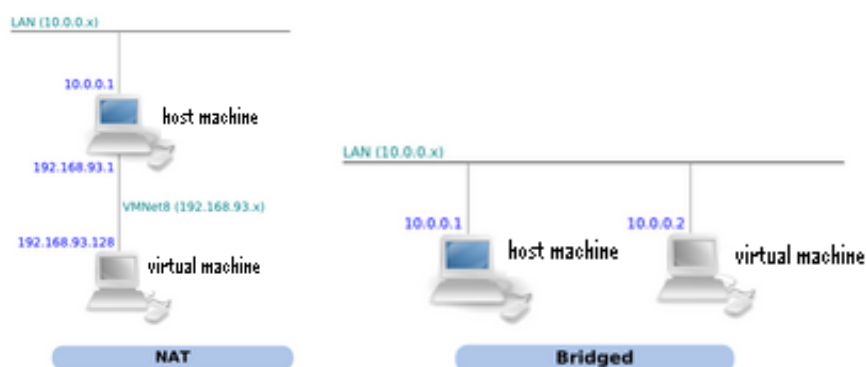 LAN (10.0.0.x)
10.0.0.1
host machine
192.168.93.1
VMNet8 (192.168.93.x)
192.168.93.128
virtual machine
NAT
LAN (10.0.0.x)
10.0.0.1
host machine
10.0.0.2
virtual machine
Bridged